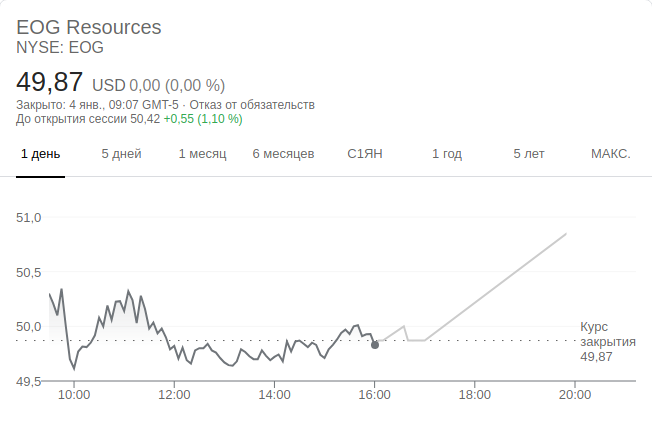 EOG Resources
NYSE: EOG
49,87 USD 0,00 (0,00 %)
Закрыто: 4 янв., 09:07 GMT-5 · Отказ от обязательств
До открытия сессии 50,42 +0,55 (1,10 %)
1 день 5 дней 1 месяц 6 месяцев С1ЯН 1 год 5 лет МАКС.
51,0
50,5
50,0
Курс
закрытия
49,87
49,5
10:00 12:00 14:00 16:00 18:00 20:00